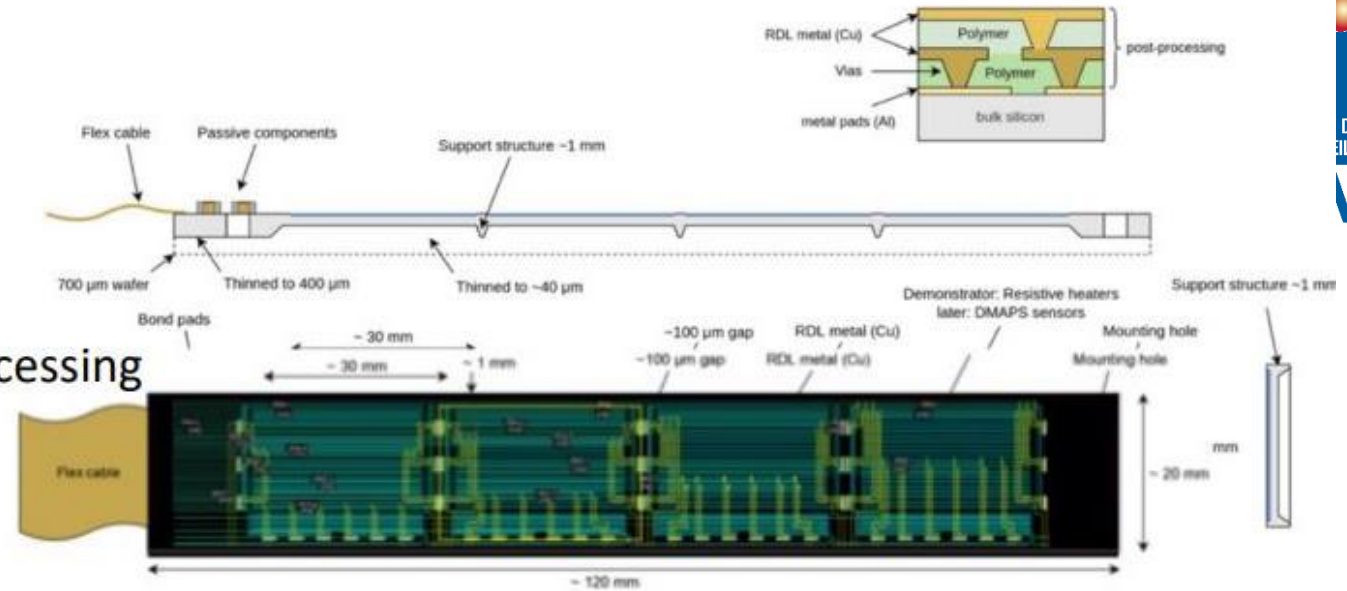 RDL metal (Cu)
Polymer
post-processing
Vias
Polymer
metal pads (Al)
bulk silicon
Flex cable
Passive components
Support structure ~1 mm
700 µm wafer
Thinned to 400 µm
Thinned to ~40 µm
Demonstrator: Resistive heaters
later: DMAPS sensors
Support structure ~1 mm
Bond pads
~ 30 mm
~100 µm gap
RDL metal (Cu)
Mounting hole
cessing
~ 30 mm
~ 1 mm
~100 µm gap
RDL metal (Cu)
Mounting hole
Flex cable
mm
~ 20 mm
~ 120 mm